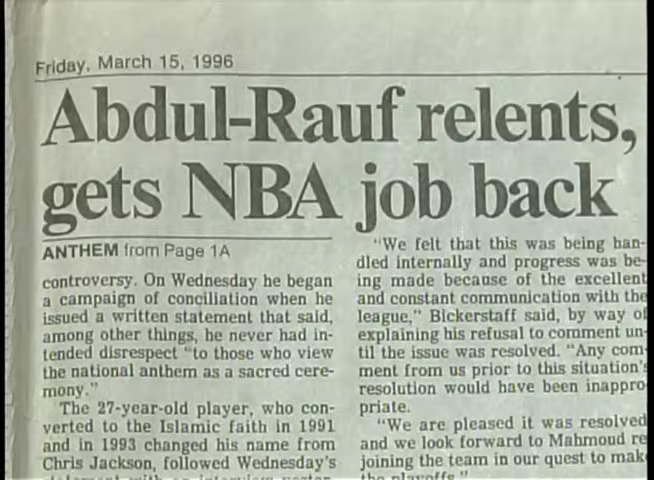 Friday, March 15, 1996
Abdul-Rauf relents,
gets NBA job back
ANTHEM from Page 1A
controversy. On Wednesday he began
a campaign of conciliation when he
issued a written statement that said,
among other things, he never had in-
tended disrespect "to those who view
the national anthem as a sacred cere-
mony."
The 27-year-old player, who con-
verted to the Islamic faith in 1991
and in 1993 changed his name from
Chris Jackson, followed Wednesday's
"We felt that this was being han-
dled internally and progress was be-
ing made because of the excellent
and constant communication with the
league," Bickerstaff said, by way of
explaining his refusal to comment un-
til the issue was resolved. "Any com-
ment from us prior to this situation's
resolution would have been inappro
priate.
"We are pleased it was resolved
and we look forward to Mahmoud re
joining the team in our quest to make
the playoffs."